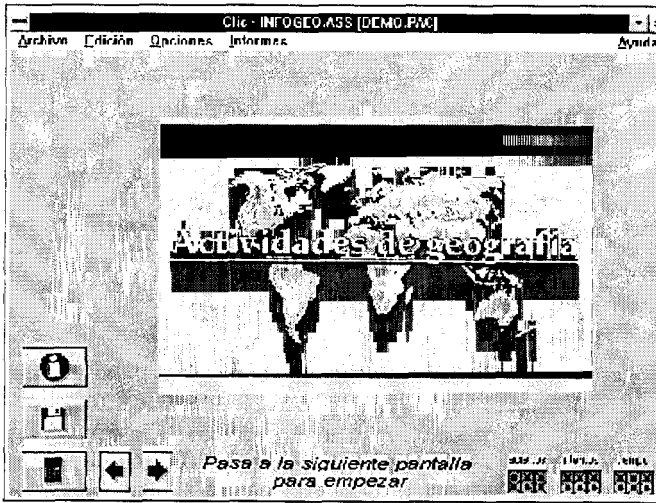 Clic - INFOGEO.ASS [DEMO.PAC]
Archivo Edición Opciones Informes Ayuda
Actividades de geografía
Pasa a la siguiente pantalla
para empezar